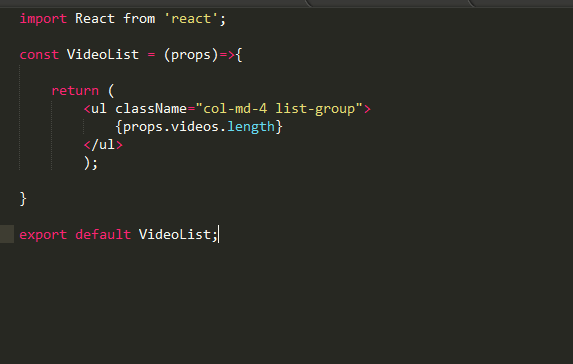 import React from 'react';
const VideoList = (props)=>{
return (
<ul className="col-md-4 list-group">
{props.videos.length}
</ul>
);
}
export default VideoList;